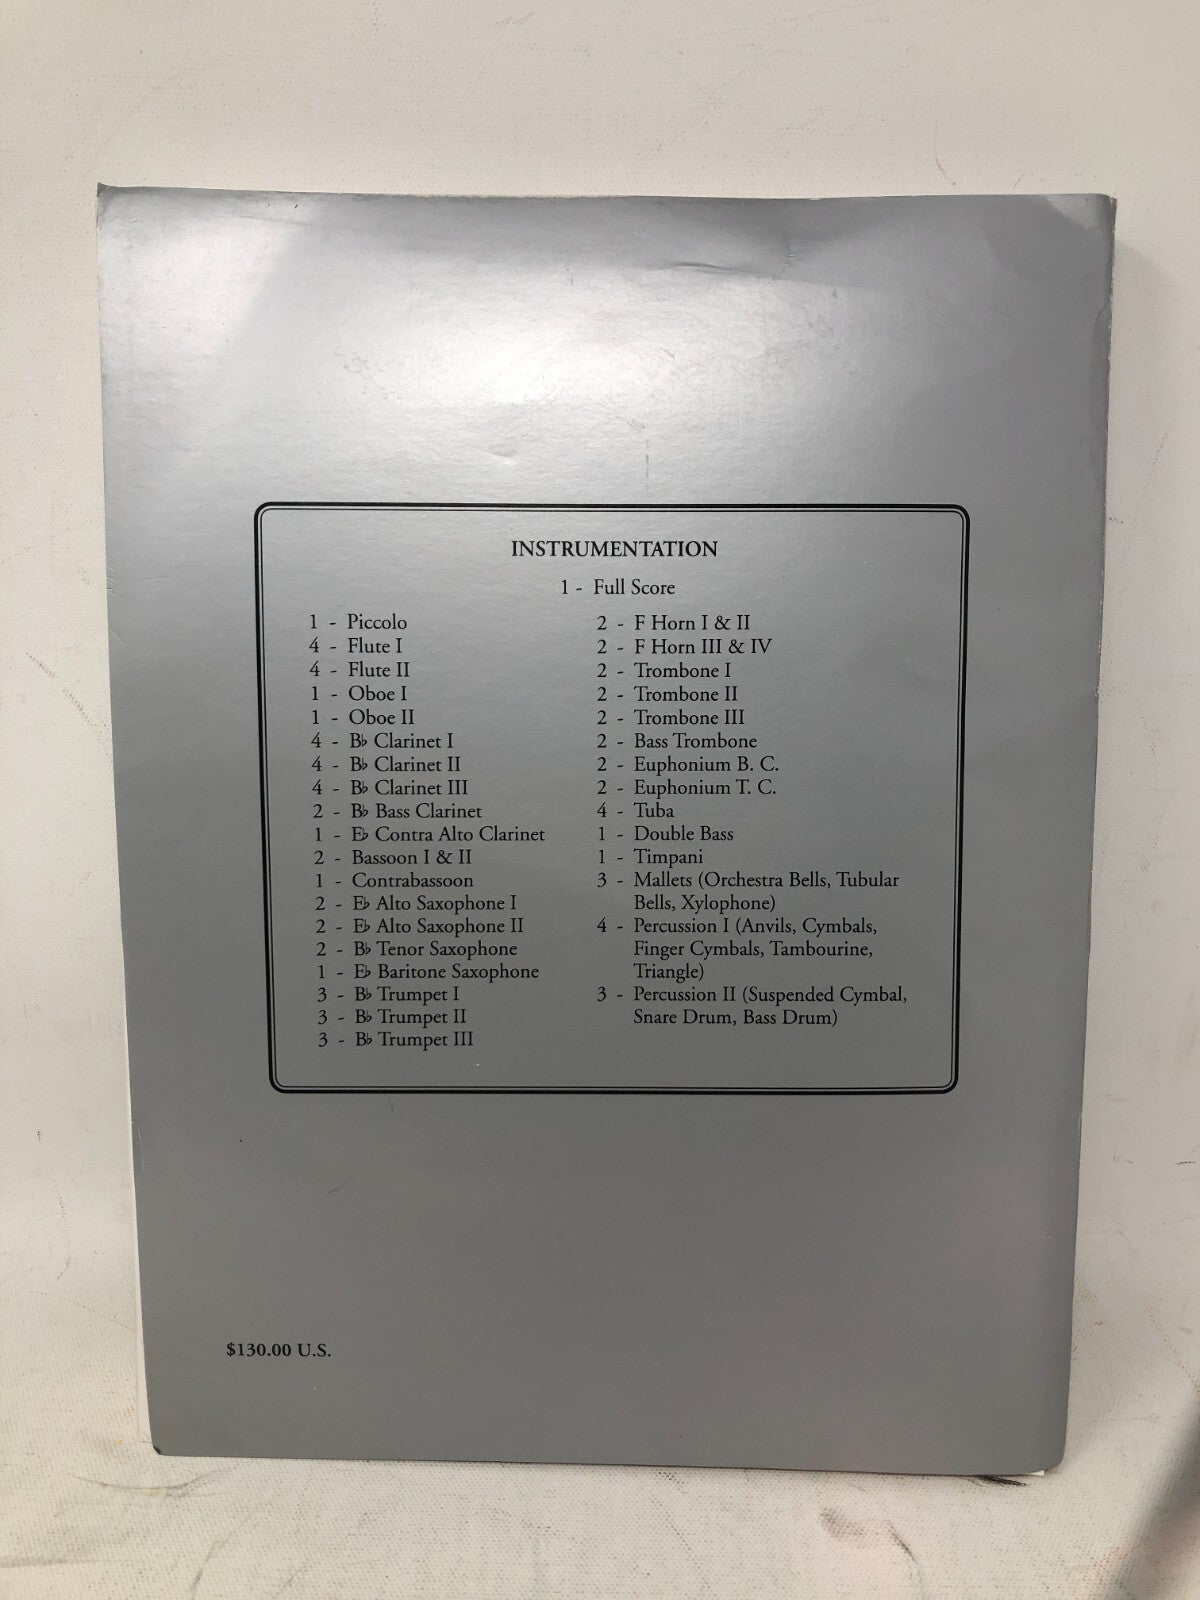 INSTRUMENTATION
1 - Full Score
1 - Piccolo
4 - Flute I
4 - Flute II
1 - Oboe I
1 - Oboe II
4 - B♭ Clarinet I
4 - B♭ Clarinet II
4 - B♭ Clarinet III
2 - B♭ Bass Clarinet
1 - E♭ Contra Alto Clarinet
2 - Bassoon I & II
1 - Contrabassoon
2 - E♭ Alto Saxophone I
2 - E♭ Alto Saxophone II
2 - B♭ Tenor Saxophone
1 - E♭ Baritone Saxophone
3 - B♭ Trumpet I
3 - B♭ Trumpet II
3 - B♭ Trumpet III
2 - F Horn I & II
2 - F Horn III & IV
2 - Trombone I
2 - Trombone II
2 - Trombone III
2 - Bass Trombone
2 - Euphonium B. C.
2 - Euphonium T. C.
4 - Tuba
1 - Double Bass
1 - Timpani
3 - Mallets (Orchestra Bells, Tubular
Bells, Xylophone)
4 - Percussion I (Anvils, Cymbals,
Finger Cymbals, Tambourine,
Triangle)
3 - Percussion II (Suspended Cymbal,
Snare Drum, Bass Drum)
$130.00 U.S.